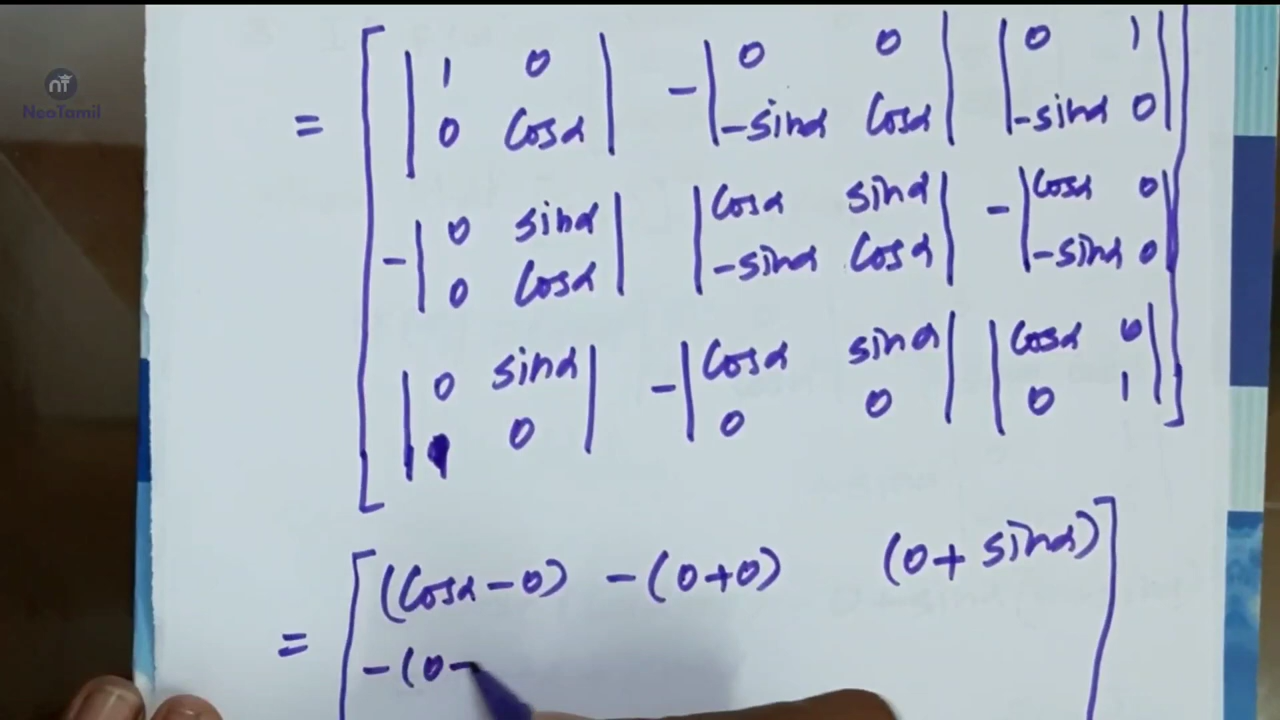 NeoTamil
= [ | 1 0 | -| 0 0 | | 0 1 |
| 0 cosα | |-sinα cosα | |-sinα 0 |
-| 0 sinα | | cosα sinα | -| cosα 0 |
| 0 cosα | |-sinα cosα | |-sinα 0 |
| 0 sinα | -| cosα sinα | | cosα 0 |
| 1 0 | | 0 0 | | 0 1 | ]
= [ (cosα-0) -(0+0) (0+sinα) ]
-(0-